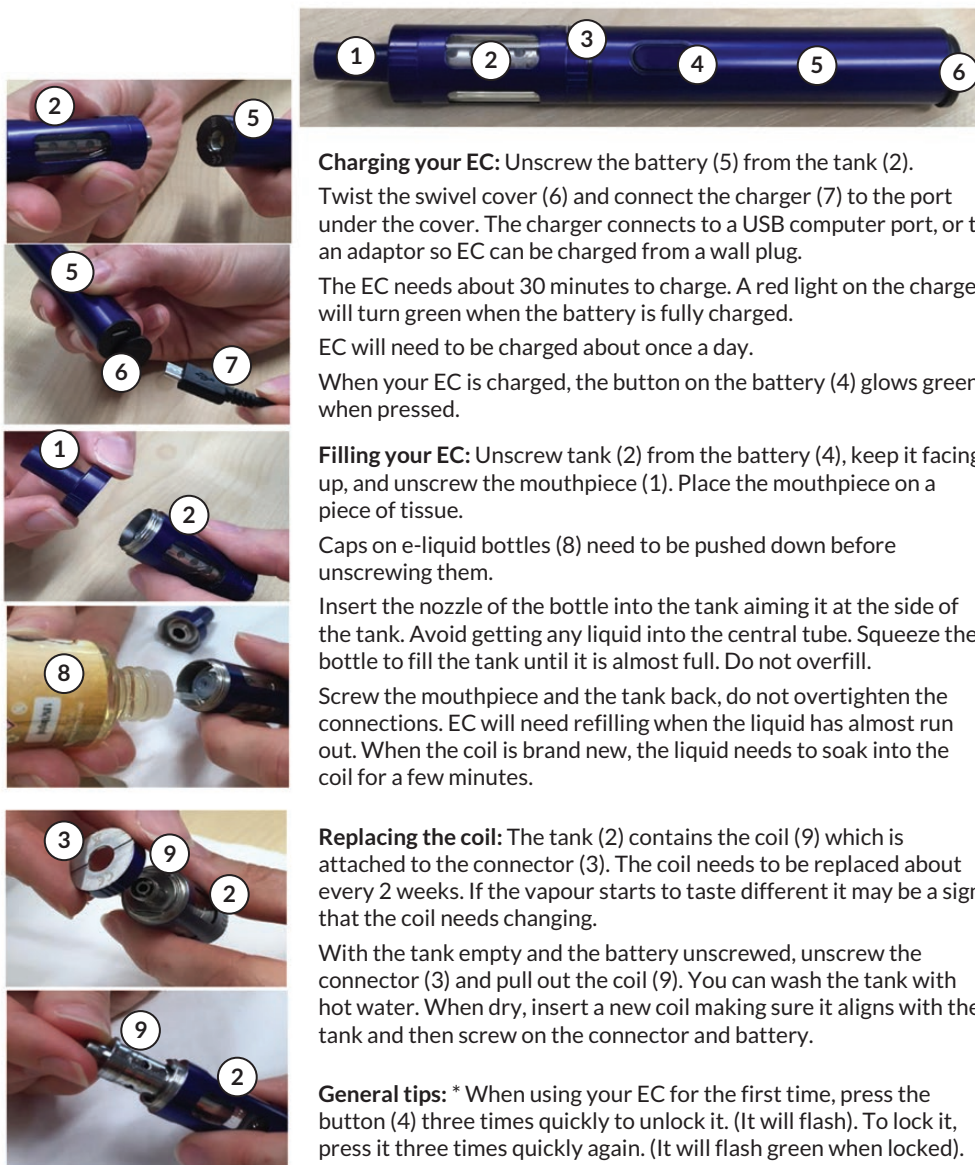 1
2
3
4
5
6
2
5
5
6
7
1
2
8
3
9
2
9
2
Charging your EC: Unscrew the battery (5) from the tank (2).
Twist the swivel cover (6) and connect the charger (7) to the port
under the cover. The charger connects to a USB computer port, or t
an adaptor so EC can be charged from a wall plug.
The EC needs about 30 minutes to charge. A red light on the charge
will turn green when the battery is fully charged.
EC will need to be charged about once a day.
When your EC is charged, the button on the battery (4) glows green
when pressed.
Filling your EC: Unscrew tank (2) from the battery (4), keep it facing
up, and unscrew the mouthpiece (1). Place the mouthpiece on a
piece of tissue.
Caps on e-liquid bottles (8) need to be pushed down before
unscrewing them.
Insert the nozzle of the bottle into the tank aiming it at the side of
the tank. Avoid getting any liquid into the central tube. Squeeze the
bottle to fill the tank until it is almost full. Do not overfill.
Screw the mouthpiece and the tank back, do not overtighten the
connections. EC will need refilling when the liquid has almost run
out. When the coil is brand new, the liquid needs to soak into the
coil for a few minutes.
Replacing the coil: The tank (2) contains the coil (9) which is
attached to the connector (3). The coil needs to be replaced about
every 2 weeks. If the vapour starts to taste different it may be a sign
that the coil needs changing.
With the tank empty and the battery unscrewed, unscrew the
connector (3) and pull out the coil (9). You can wash the tank with
hot water. When dry, insert a new coil making sure it aligns with the
tank and then screw on the connector and battery.
General tips: * When using your EC for the first time, press the
button (4) three times quickly to unlock it. (It will flash). To lock it,
press it three times quickly again. (It will flash green when locked).